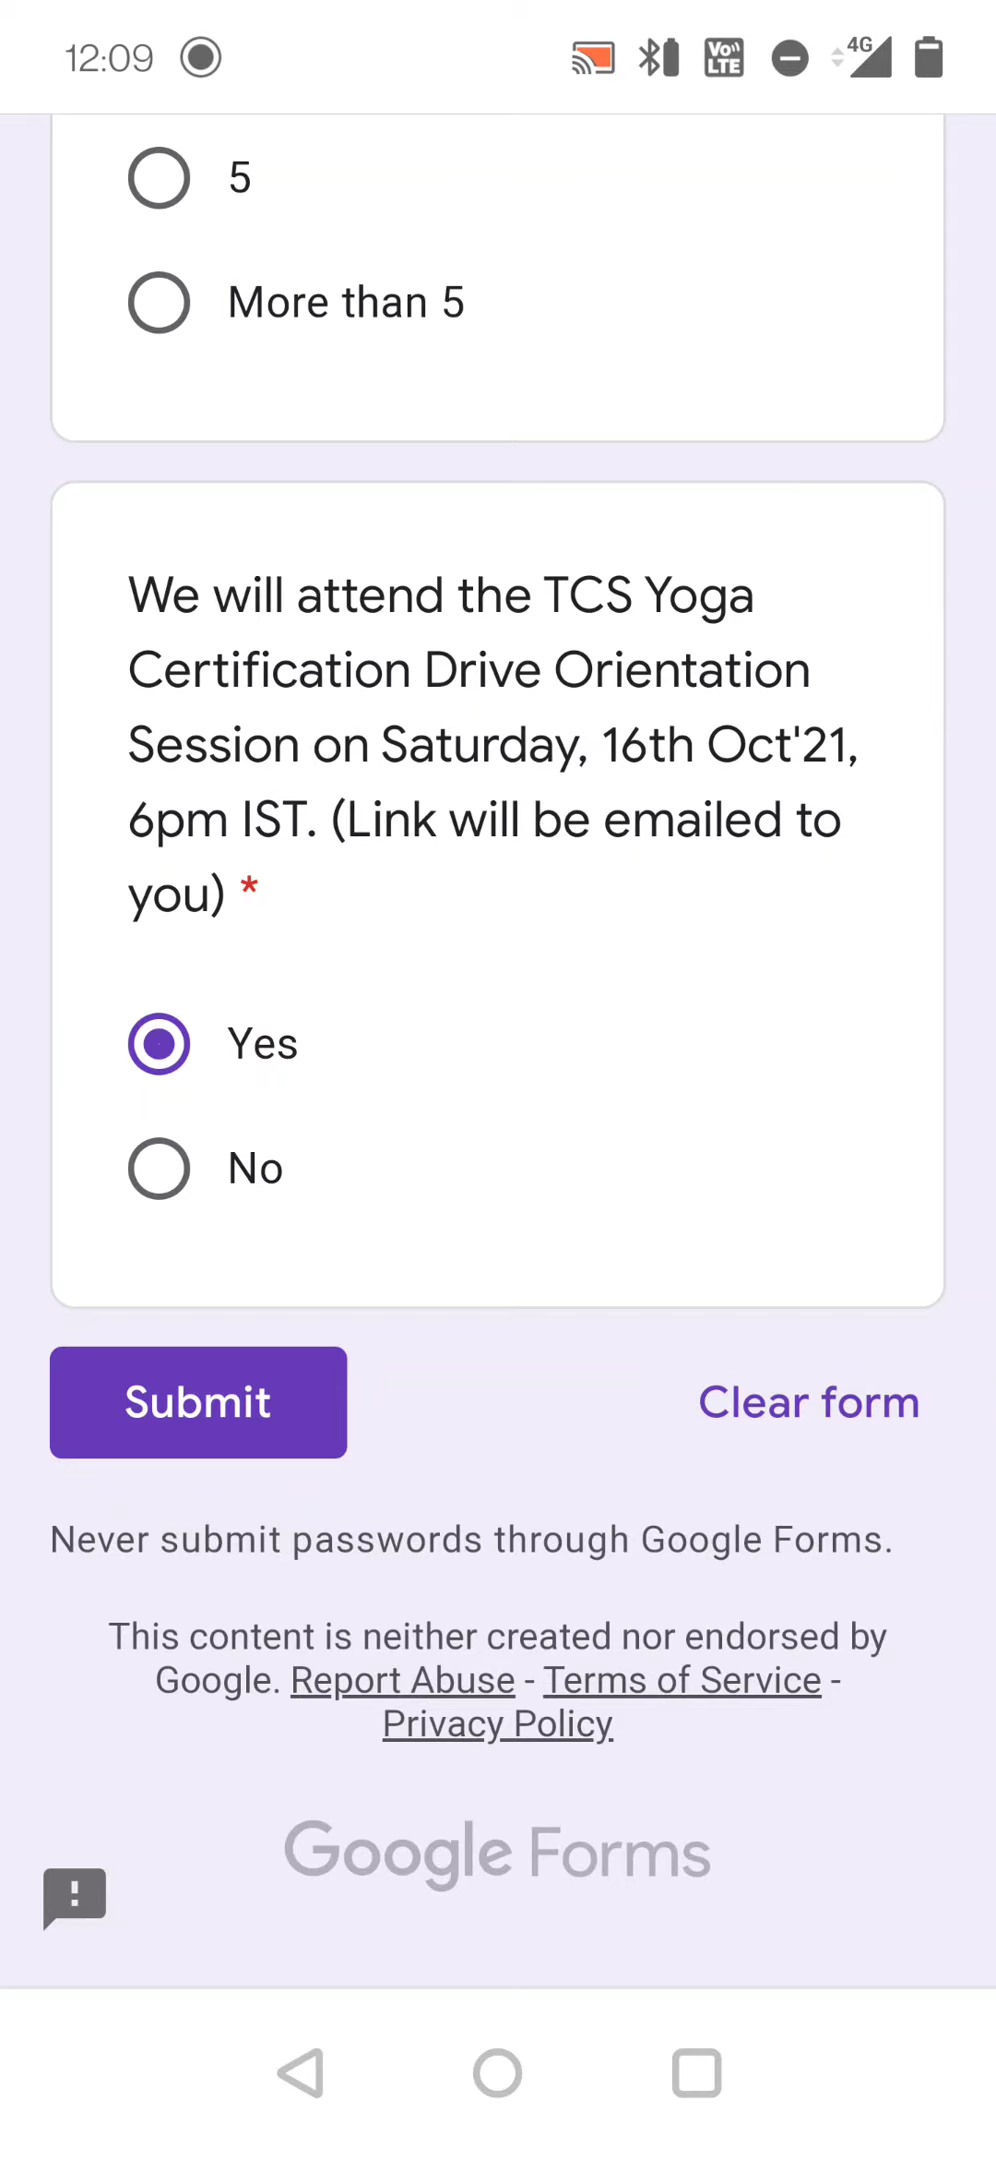 12:09
Vo)) LTE
4G
5
More than 5
We will attend the TCS Yoga
Certification Drive Orientation
Session on Saturday, 16th Oct'21,
6pm IST. (Link will be emailed to
you) *
Yes
No
Submit
Clear form
Never submit passwords through Google Forms.
This content is neither created nor endorsed by
Google. Report Abuse - Terms of Service -
Privacy Policy
Google Forms
!